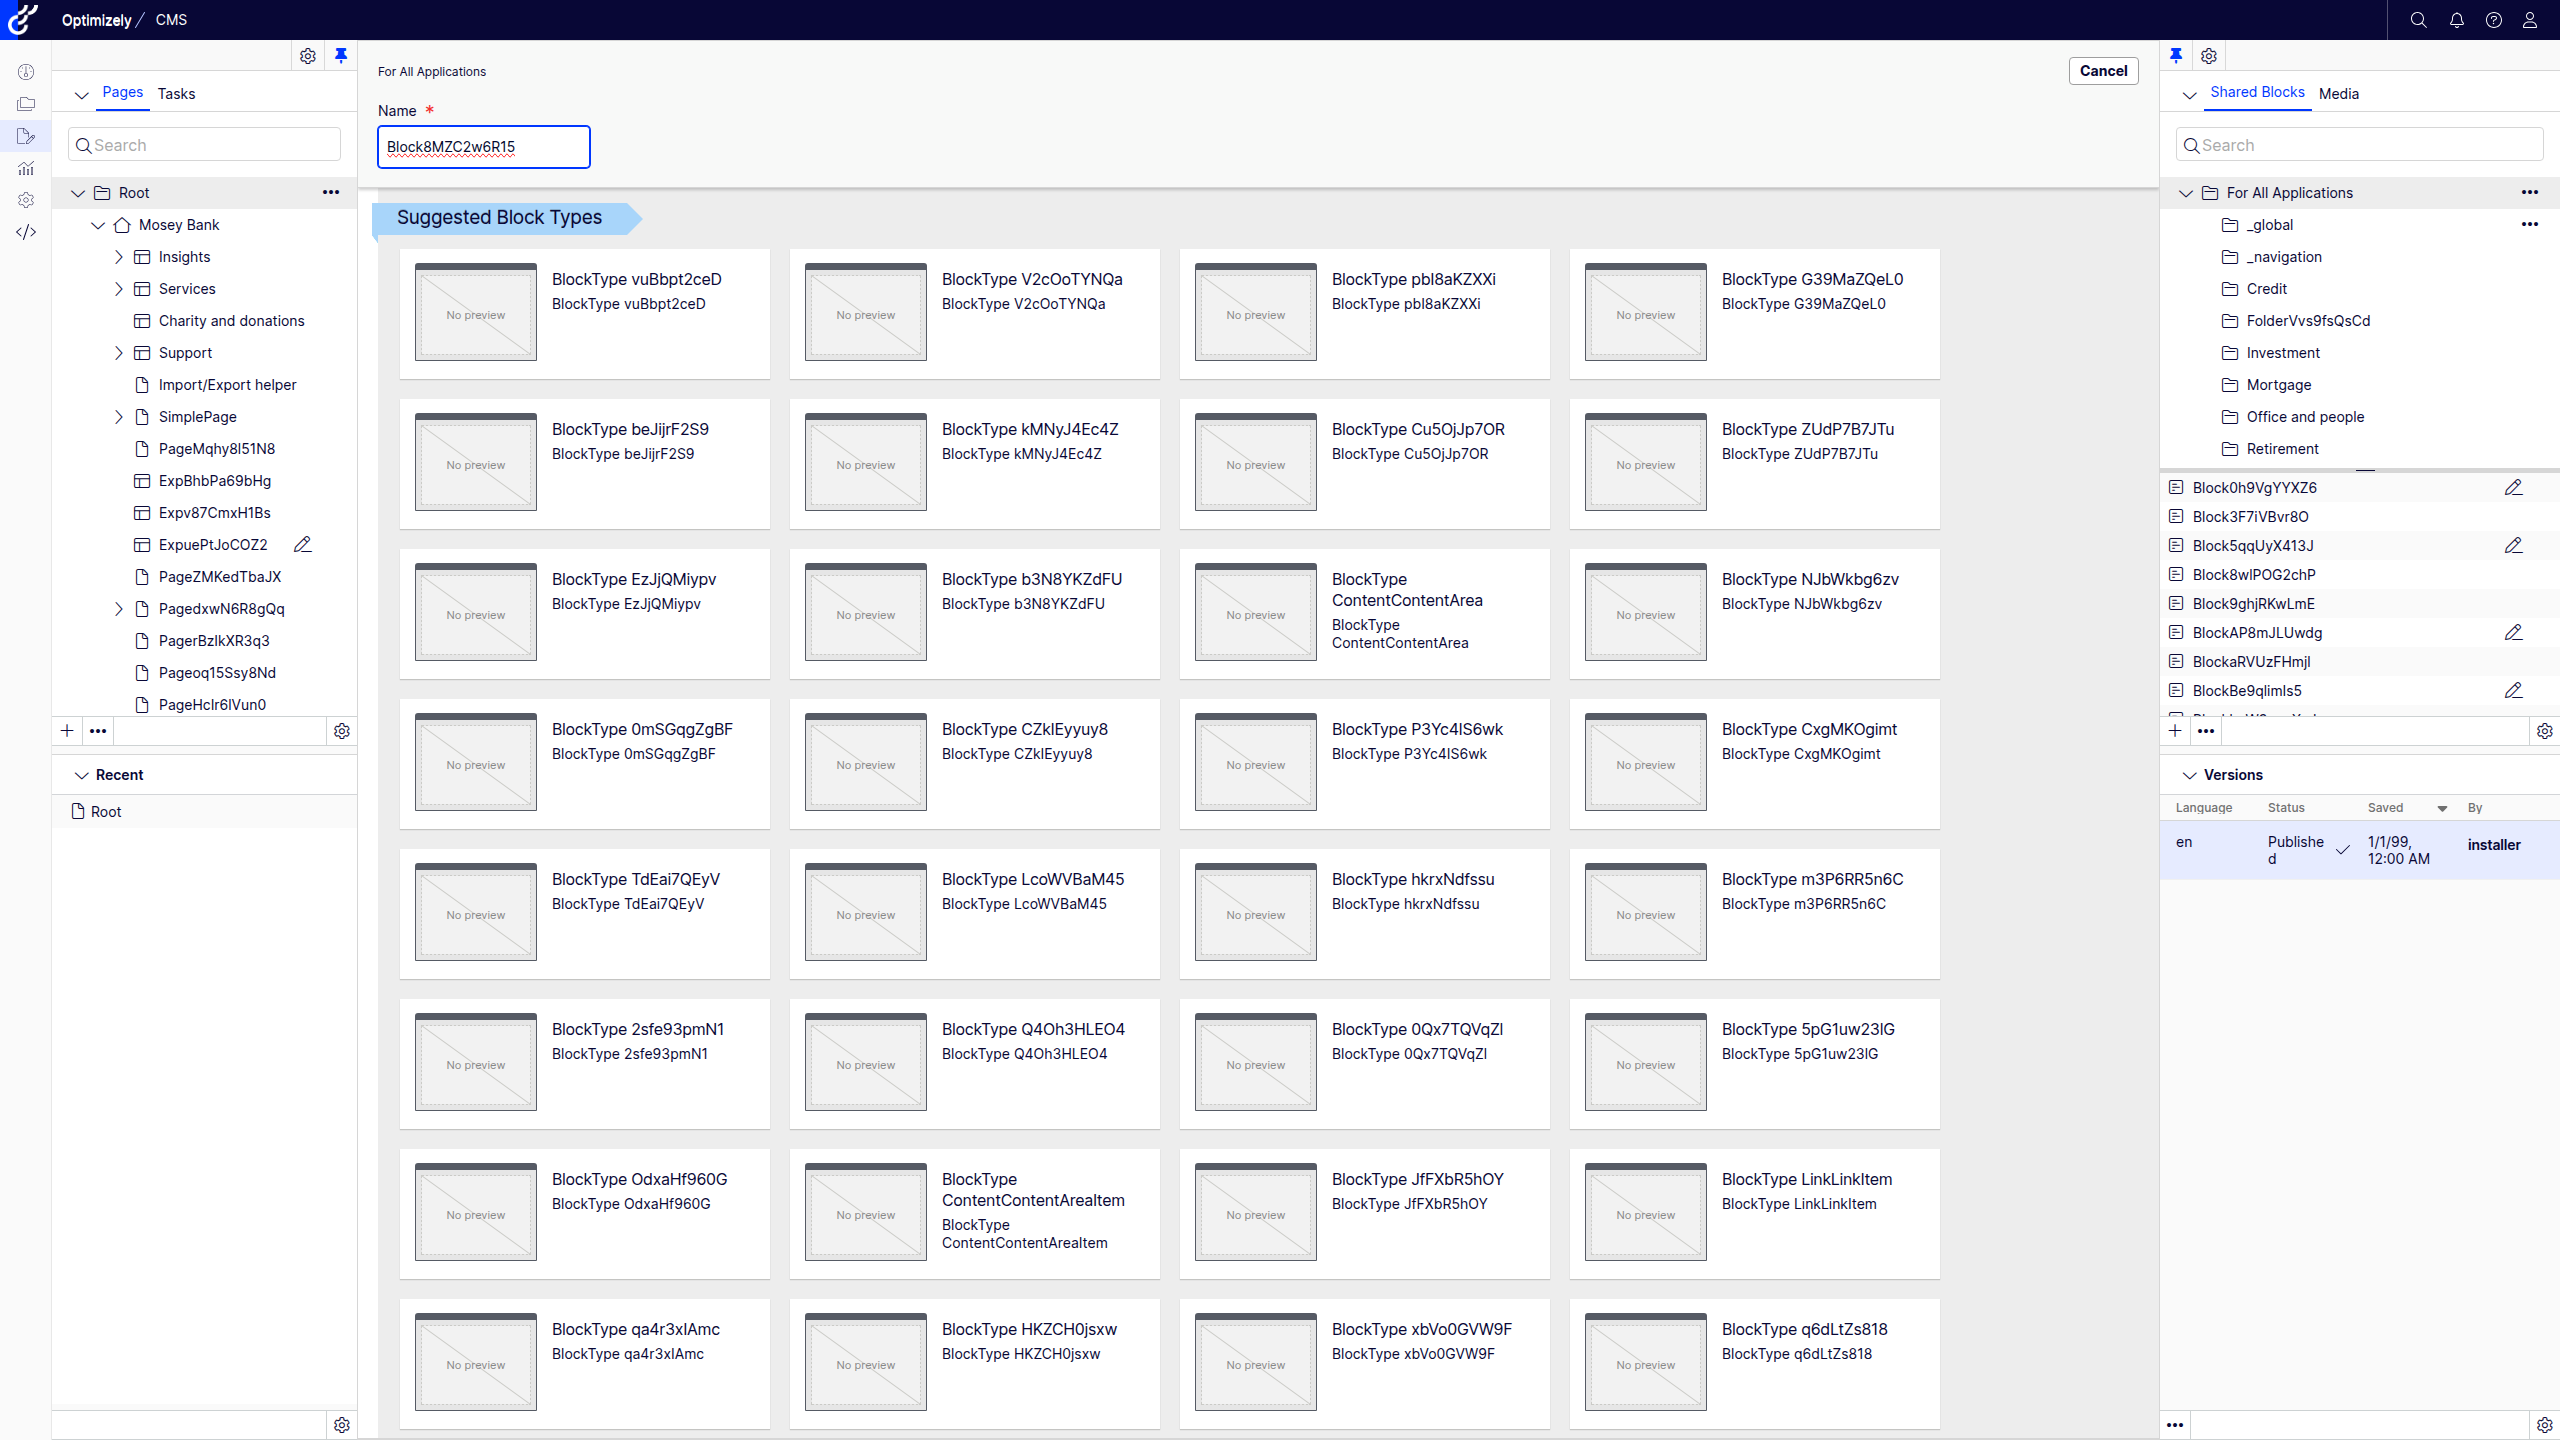 Optimizely / CMS
Pages
Tasks
Search
Root
Mosey Bank
Insights
Services
Charity and donations
Support
Import/Export helper
SimplePage
PageMqhy8I51N8
ExpBhbPa69bHg
Expv87CmxH1Bs
ExpuePtJoCOZ2
PageZMKedTbaJX
PagedxwN6R8gQq
PagerBzlkXR3q3
Pageoq15Ssy8Nd
PageHclr6lVun0
Recent
Root
For All Applications
Cancel
Name *
Block8MZC2w6R15
Suggested Block Types
No preview
BlockType vuBbpt2ceD
BlockType vuBbpt2ceD
No preview
BlockType V2cOoTYNQa
BlockType V2cOoTYNQa
No preview
BlockType pbI8aKZXXi
BlockType pbI8aKZXXi
No preview
BlockType G39MaZQeL0
BlockType G39MaZQeL0
No preview
BlockType beJijrF2S9
BlockType beJijrF2S9
No preview
BlockType kMNyJ4Ec4Z
BlockType kMNyJ4Ec4Z
No preview
BlockType Cu5OjJp7OR
BlockType Cu5OjJp7OR
No preview
BlockType ZUdP7B7JTu
BlockType ZUdP7B7JTu
No preview
BlockType EzJjQMiypv
BlockType EzJjQMiypv
No preview
BlockType b3N8YKZdFU
BlockType b3N8YKZdFU
No preview
BlockType
ContentContentArea
BlockType
ContentContentArea
No preview
BlockType NJbWkbg6zv
BlockType NJbWkbg6zv
No preview
BlockType 0mSGqgZgBF
BlockType 0mSGqgZgBF
No preview
BlockType CZklEyyuy8
BlockType CZklEyyuy8
No preview
BlockType P3Yc4IS6wk
BlockType P3Yc4IS6wk
No preview
BlockType CxgMKOgimt
BlockType CxgMKOgimt
No preview
BlockType TdEai7QEyV
BlockType TdEai7QEyV
No preview
BlockType LcoWVBaM45
BlockType LcoWVBaM45
No preview
BlockType hkrxNdfssu
BlockType hkrxNdfssu
No preview
BlockType m3P6RR5n6C
BlockType m3P6RR5n6C
No preview
BlockType 2sfe93pmN1
BlockType 2sfe93pmN1
No preview
BlockType Q4Oh3HLEO4
BlockType Q4Oh3HLEO4
No preview
BlockType 0Qx7TQVqZl
BlockType 0Qx7TQVqZl
No preview
BlockType 5pG1uw23lG
BlockType 5pG1uw23lG
No preview
BlockType OdxaHf960G
BlockType OdxaHf960G
No preview
BlockType
ContentContentAreaItem
BlockType
ContentContentAreaItem
No preview
BlockType JfFXbR5hOY
BlockType JfFXbR5hOY
No preview
BlockType LinkLinkItem
BlockType LinkLinkItem
No preview
BlockType qa4r3xlAmc
BlockType qa4r3xlAmc
No preview
BlockType HKZCH0jsxw
BlockType HKZCH0jsxw
No preview
BlockType xbVo0GVW9F
BlockType xbVo0GVW9F
No preview
BlockType q6dLtZs818
BlockType q6dLtZs818
Shared Blocks
Media
Search
For All Applications
_global
_navigation
Credit
FolderVvs9fsQsCd
Investment
Mortgage
Office and people
Retirement
Block0h9VgYYXZ6
Block3F7iVBvr8O
Block5qqUyX413J
Block8wlPOG2chP
Block9ghjRKwLmE
BlockAP8mJLUwdg
BlockaRVUzFHmjl
BlockBe9qlimIs5
Versions
Language
Status
Saved
By
en
Publishe
d
1/1/99,
12:00 AM
installer